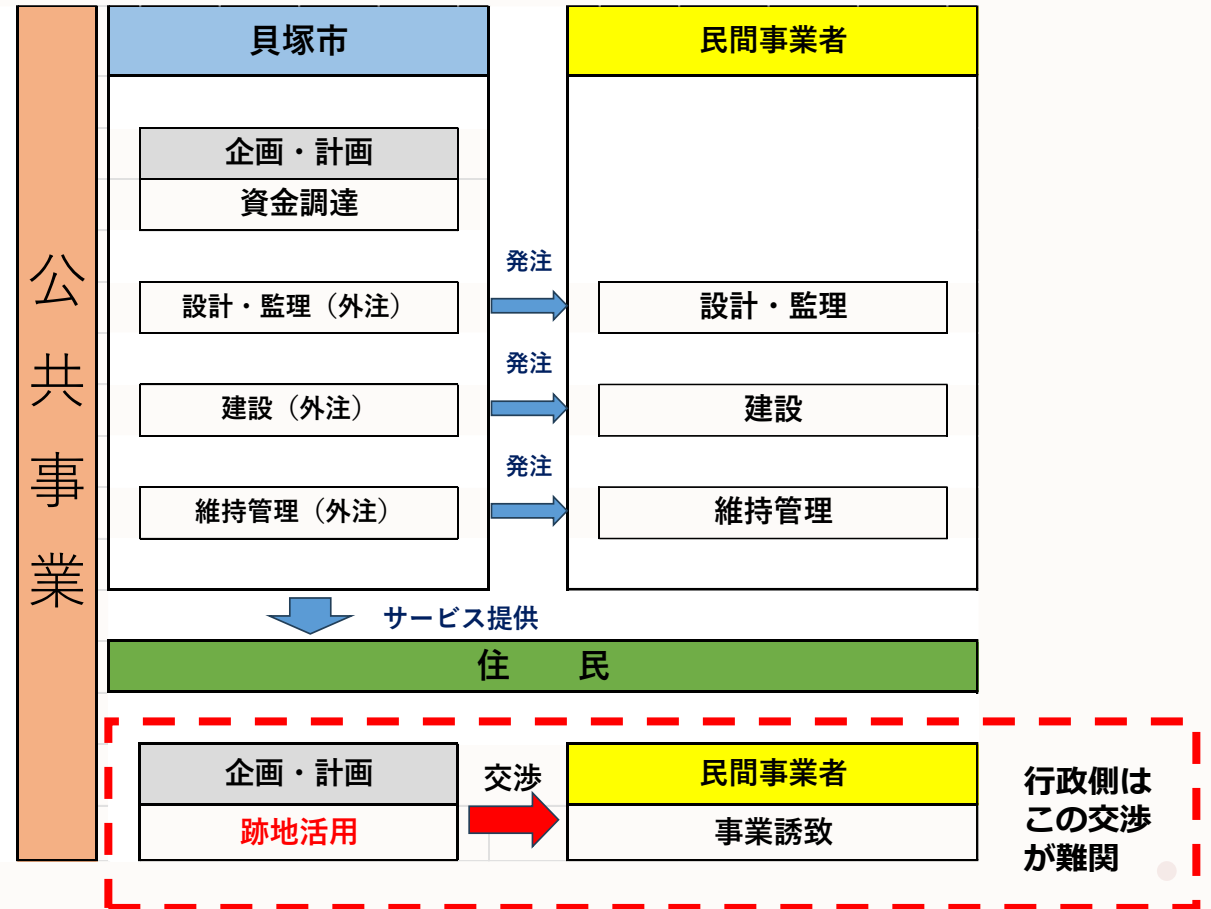 公共事業
貝塚市
民間事業者
企画・計画
資金調達
設計・監理（外注）
発注
設計・監理
建設（外注）
発注
建設
維持管理（外注）
発注
維持管理
サービス提供
住　民
企画・計画
跡地活用
交渉
民間事業者
事業誘致
行政側は
この交渉
が難関